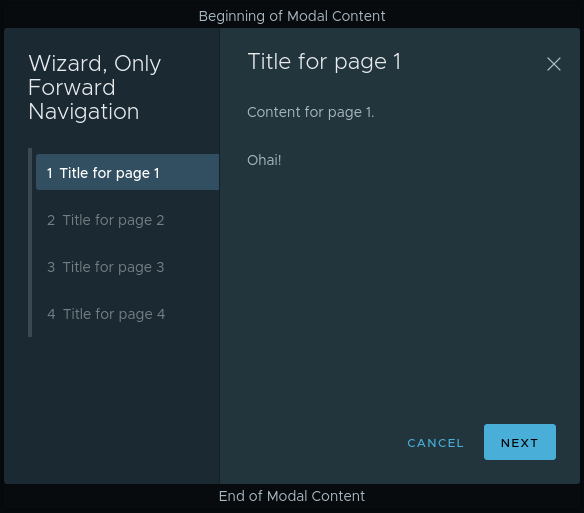 Beginning of Modal Content
Wizard, Only
Forward
Navigation
1 Title for page 1
2 Title for page 2
3 Title for page 3
4 Title for page 4
Title for page 1
Content for page 1.
Ohai!
CANCEL
NEXT
End of Modal Content